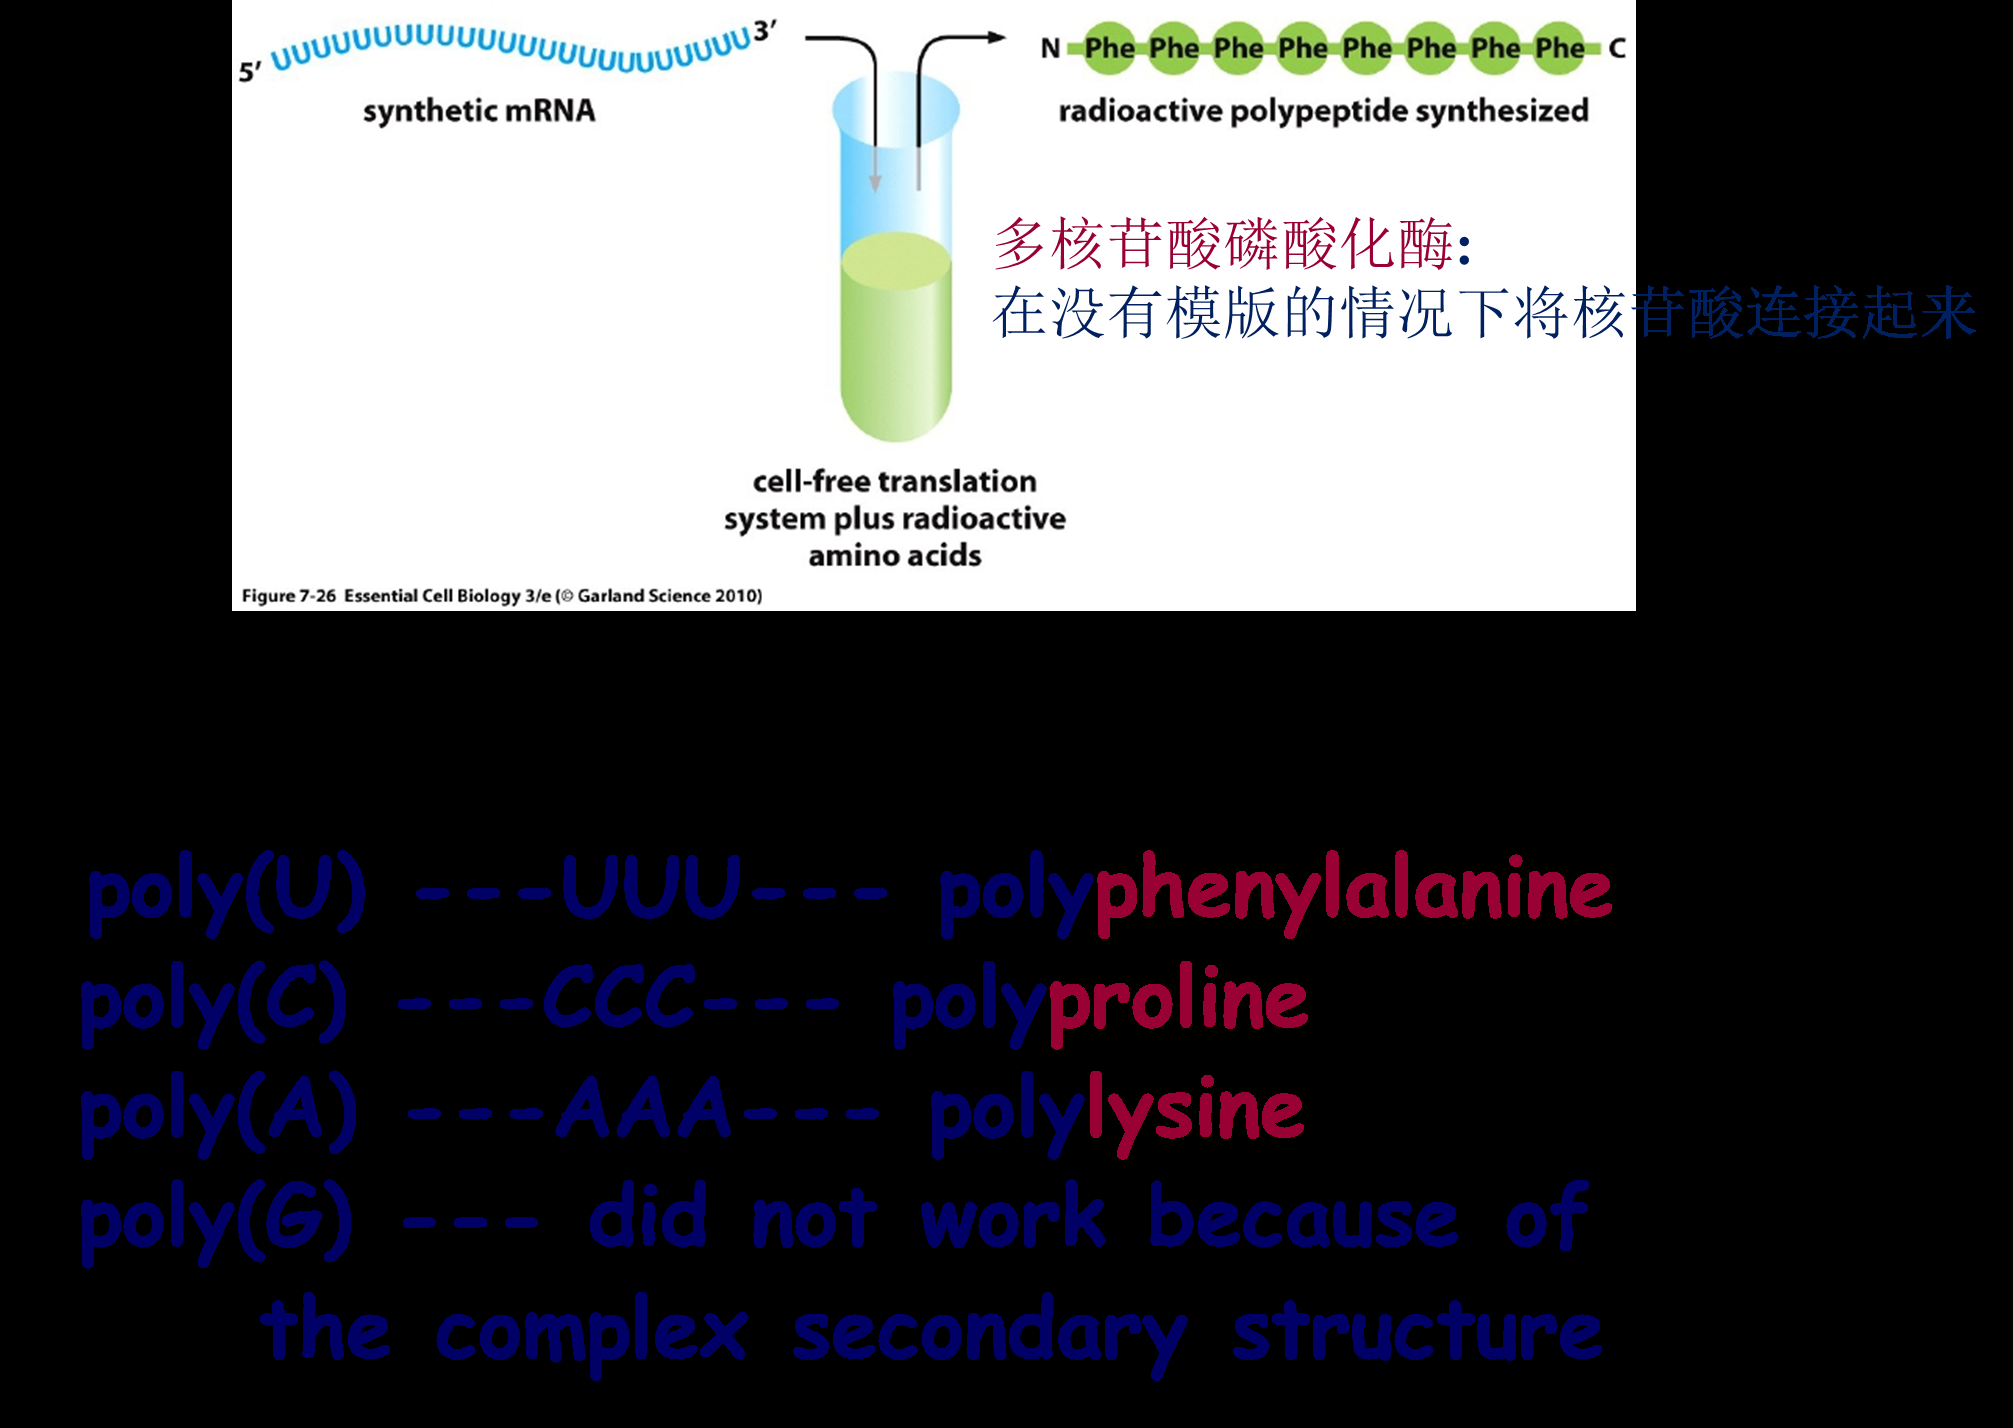 5′ UUUUUUUUUUUUUUUUUUUUUUU 3′
N Phe Phe Phe Phe Phe Phe Phe Phe C
synthetic mRNA
radioactive polypeptide synthesized
多核苷酸磷酸化酶:
在没有模版的情况下将核苷酸连接起来
cell-free translation
system plus radioactive
amino acids
Figure 7-26 Essential Cell Biology 3/e (© Garland Science 2010)
poly(U) ---UUU--- polyphenylalanine
poly(C) ---CCC--- polyproline
poly(A) ---AAA--- polylysine
poly(G) --- did not work because of
the complex secondary structure